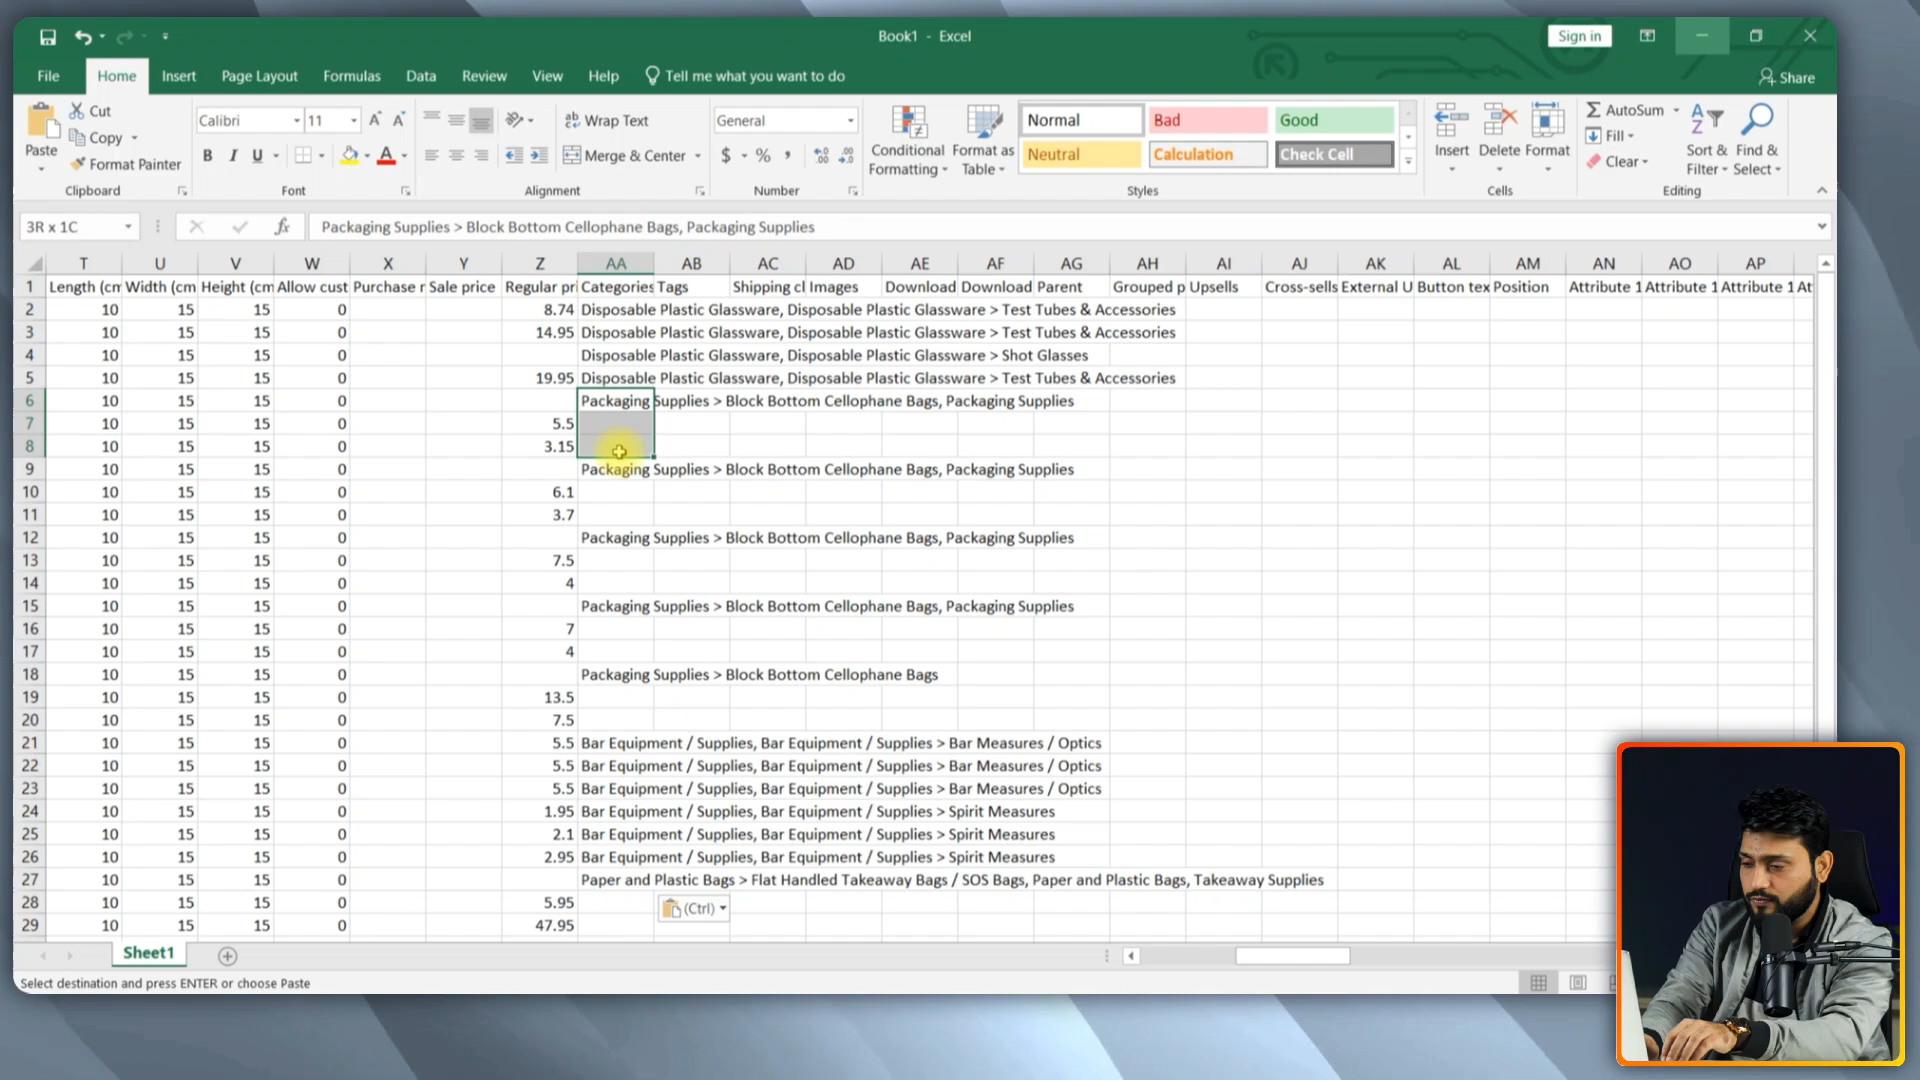 Book1 - Excel
Sign in
File Home Insert Page Layout Formulas Data Review View Help Tell me what you want to do Share
Paste Cut Copy Format Painter Clipboard
Calibri 11 B I U A Font
Wrap Text Merge & Center Alignment
General $ % , Number
Conditional Formatting Format as Table
Normal Bad Good
Neutral Calculation Check Cell
Styles
Insert Delete Format Cells
AutoSum Fill Clear Sort & Filter Find & Select Editing
3R x 1C fx Packaging Supplies > Block Bottom Cellophane Bags, Packaging Supplies
T U V W X Y Z AA AB AC AD AE AF AG AH AI AJ AK AL AM AN AO AP
1 Length (cm Width (cm Height (cm Allow cust Purchase r Sale price Regular pri Categories Tags Shipping cl Images Download Download Parent Grouped p Upsells Cross-sells External U Button tex Position Attribute 1 Attribute 1 Attribute 1 At
2 10 15 15 0 8.74 Disposable Plastic Glassware, Disposable Plastic Glassware > Test Tubes & Accessories
3 10 15 15 0 14.95 Disposable Plastic Glassware, Disposable Plastic Glassware > Test Tubes & Accessories
4 10 15 15 0 Disposable Plastic Glassware, Disposable Plastic Glassware > Shot Glasses
5 10 15 15 0 19.95 Disposable Plastic Glassware, Disposable Plastic Glassware > Test Tubes & Accessories
6 10 15 15 0 Packaging Supplies > Block Bottom Cellophane Bags, Packaging Supplies
7 10 15 15 0 5.5
8 10 15 15 0 3.15
9 10 15 15 0 Packaging Supplies > Block Bottom Cellophane Bags, Packaging Supplies
10 10 15 15 0 6.1
11 10 15 15 0 3.7
12 10 15 15 0 Packaging Supplies > Block Bottom Cellophane Bags, Packaging Supplies
13 10 15 15 0 7.5
14 10 15 15 0 4
15 10 15 15 0 Packaging Supplies > Block Bottom Cellophane Bags, Packaging Supplies
16 10 15 15 0 7
17 10 15 15 0 4
18 10 15 15 0 Packaging Supplies > Block Bottom Cellophane Bags
19 10 15 15 0 13.5
20 10 15 15 0 7.5
21 10 15 15 0 5.5 Bar Equipment / Supplies, Bar Equipment / Supplies > Bar Measures / Optics
22 10 15 15 0 5.5 Bar Equipment / Supplies, Bar Equipment / Supplies > Bar Measures / Optics
23 10 15 15 0 5.5 Bar Equipment / Supplies, Bar Equipment / Supplies > Bar Measures / Optics
24 10 15 15 0 1.95 Bar Equipment / Supplies, Bar Equipment / Supplies > Spirit Measures
25 10 15 15 0 2.1 Bar Equipment / Supplies, Bar Equipment / Supplies > Spirit Measures
26 10 15 15 0 2.95 Bar Equipment / Supplies, Bar Equipment / Supplies > Spirit Measures
27 10 15 15 0 Paper and Plastic Bags > Flat Handled Takeaway Bags / SOS Bags, Paper and Plastic Bags, Takeaway Supplies
28 10 15 15 0 5.95 (Ctrl)
29 10 15 15 0 47.95
Sheet1
Select destination and press ENTER or choose Paste